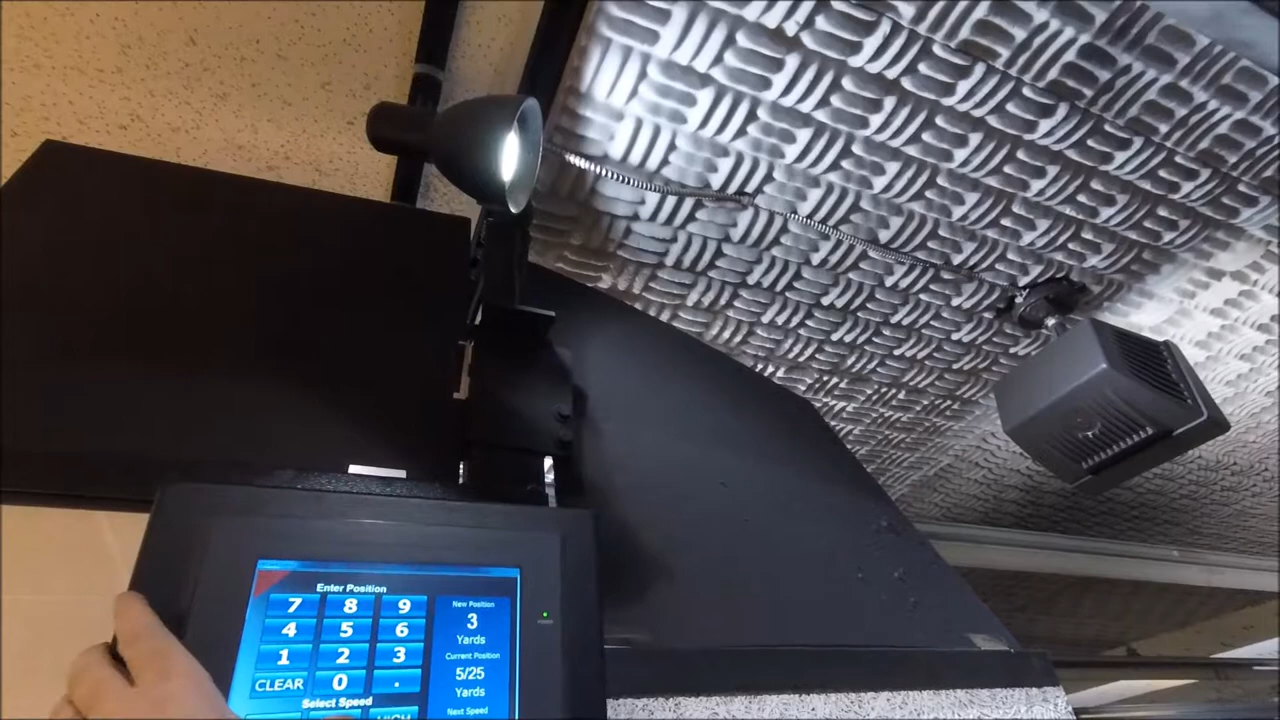 Enter Position
7 8 9
4 5 6
1 2 3
CLEAR 0 .
Select Speed
HIGH
New Position
3
Yards
Current Position
5/25
Yards
Next Speed